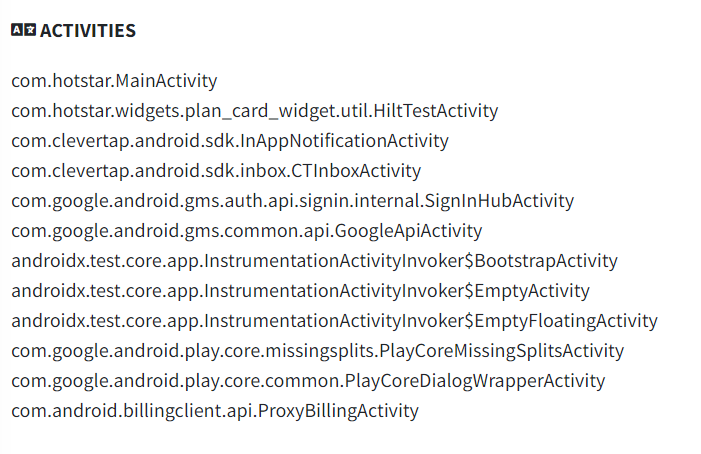 ACTIVITIES
com.hotstar.MainActivity
com.hotstar.widgets.plan_card_widget.util.HiltTestActivity
com.clevertap.android.sdk.InAppNotificationActivity
com.clevertap.android.sdk.inbox.CTInboxActivity
com.google.android.gms.auth.api.signin.internal.SignInHubActivity
com.google.android.gms.common.api.GoogleApiActivity
androidx.test.core.app.InstrumentationActivityInvoker$BootstrapActivity
androidx.test.core.app.InstrumentationActivityInvoker$EmptyActivity
androidx.test.core.app.InstrumentationActivityInvoker$EmptyFloatingActivity
com.google.android.play.core.missingsplits.PlayCoreMissingSplitsActivity
com.google.android.play.core.common.PlayCoreDialogWrapperActivity
com.android.billingclient.api.ProxyBillingActivity